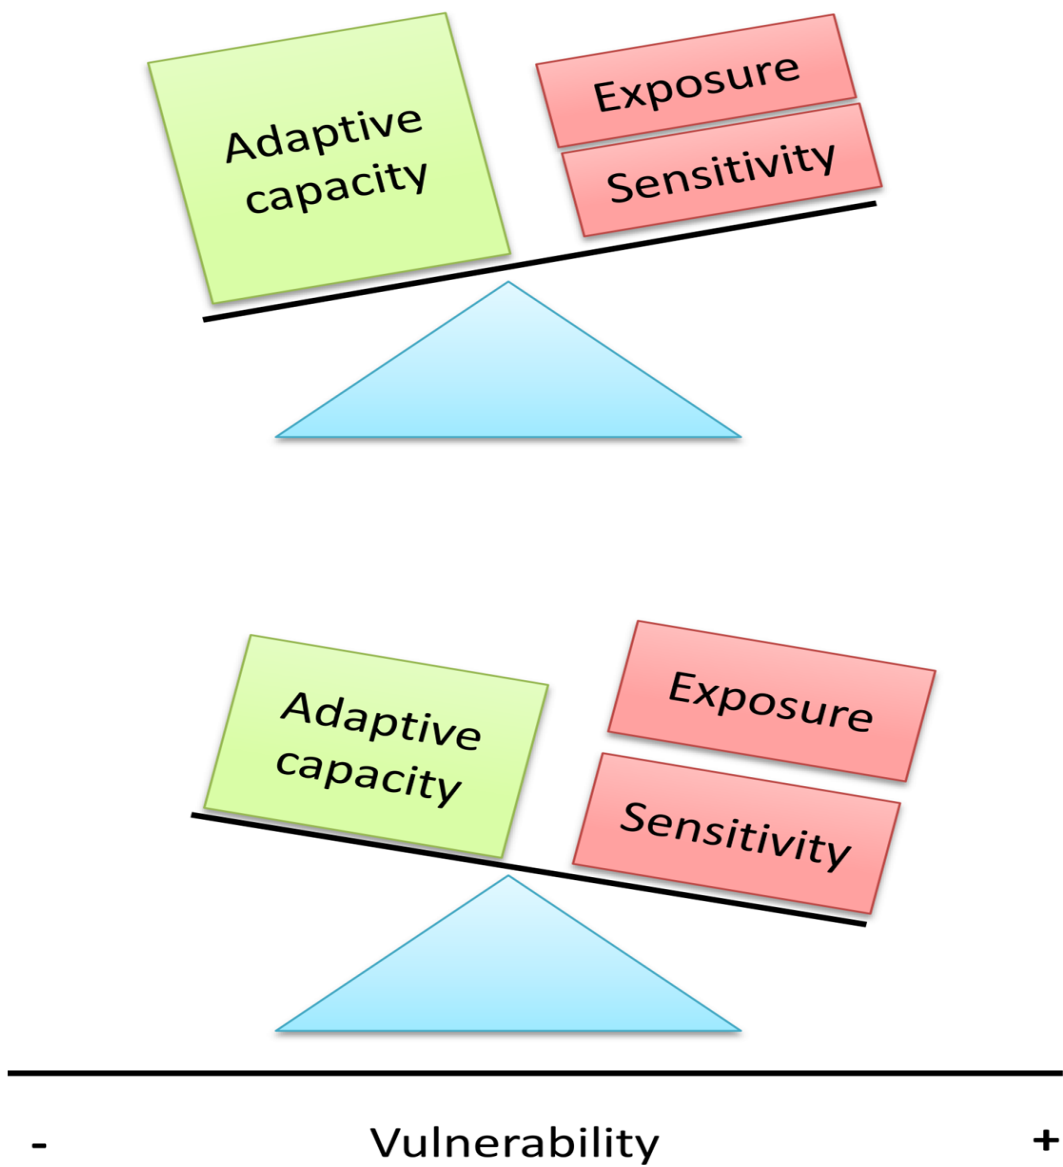 Adaptive
capacity
Exposure
Sensitivity
Adaptive
capacity
Exposure
Sensitivity
- Vulnerability +